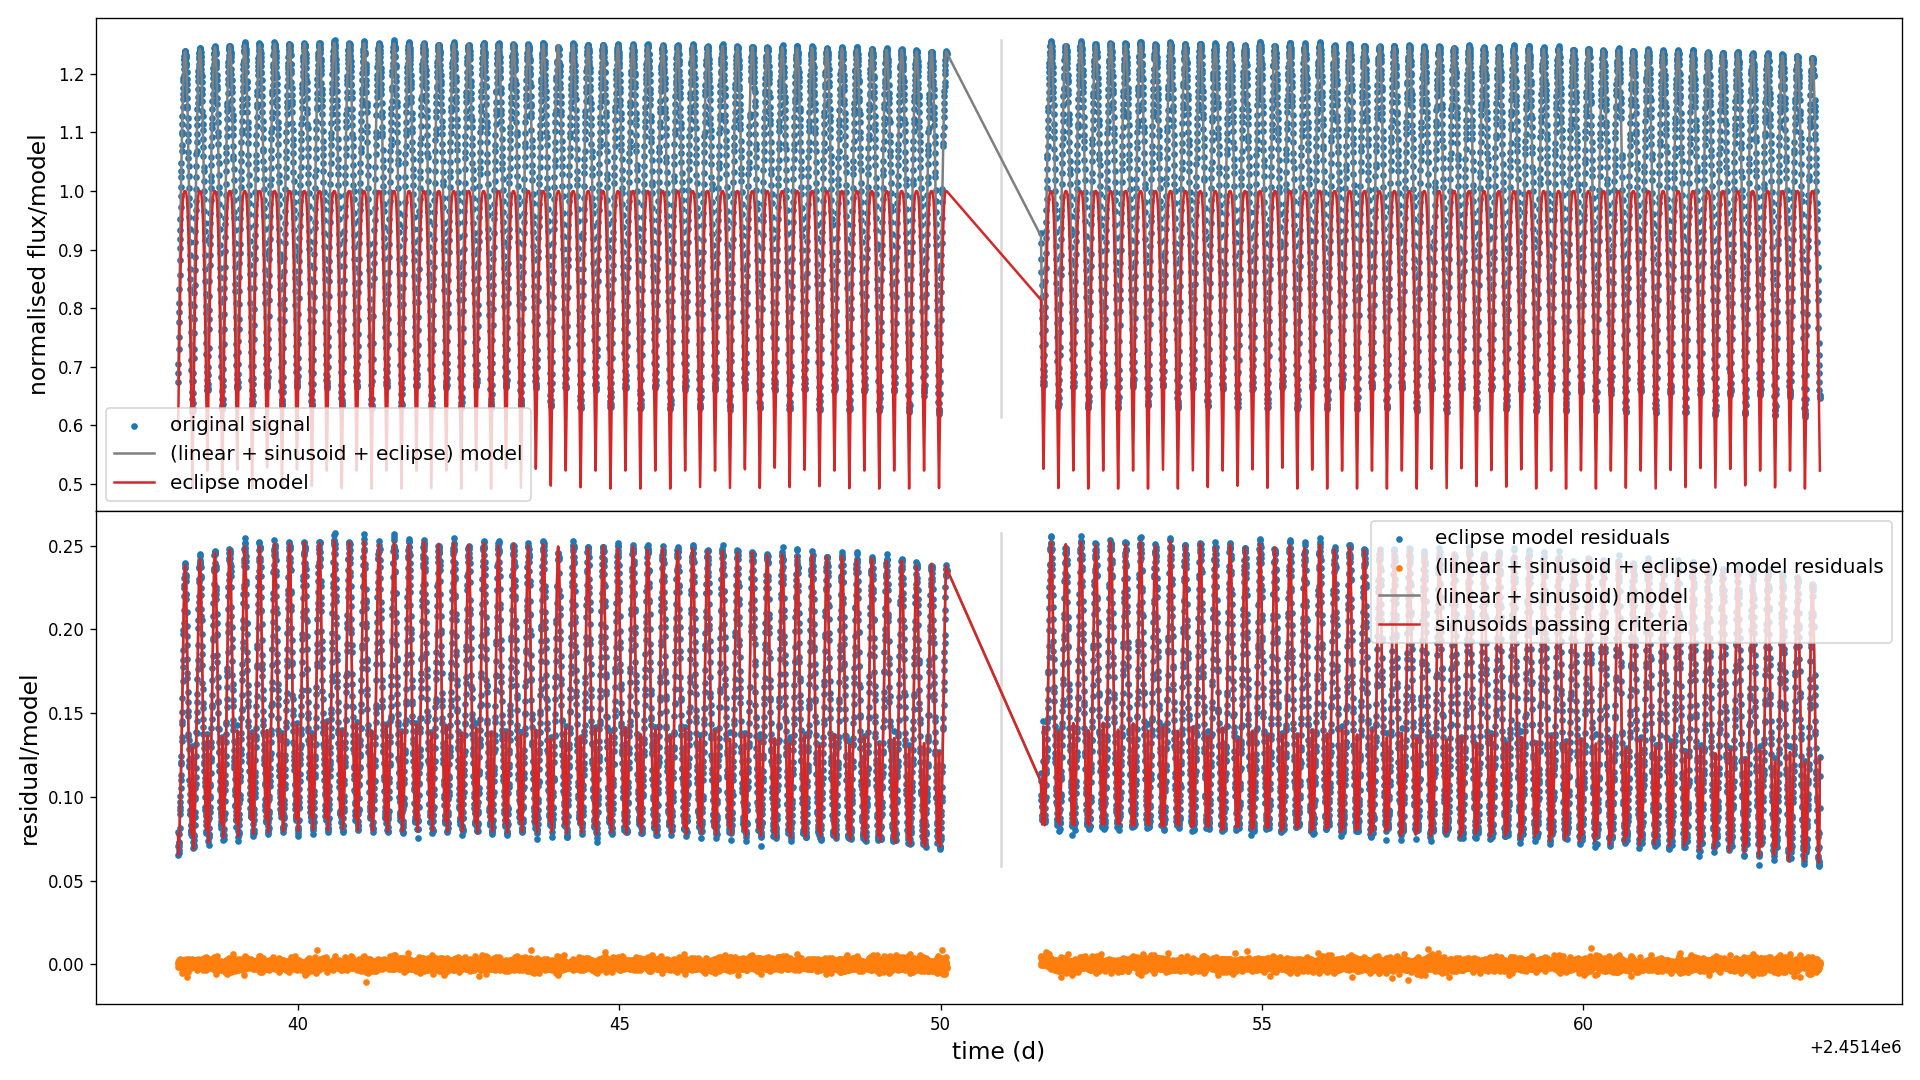 normalised flux/model
1.2
1.1
1.0
0.9
0.8
0.7
0.6
0.5
original signal
(linear + sinusoid + eclipse) model
eclipse model
residual/model
0.25
0.20
0.15
0.10
0.05
0.00
eclipse model residuals
(linear + sinusoid + eclipse) model residuals
(linear + sinusoid) model
sinusoids passing criteria
40
45
50
55
60
time (d)
+2.4514e6